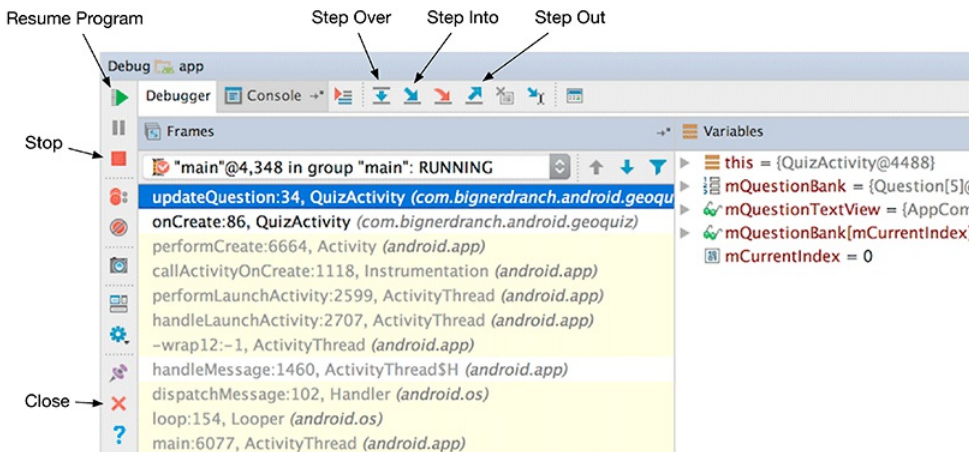 Resume Program
Step Over Step Into Step Out
Stop
Close
Debug app
Debugger Console
Frames
"main"@4,348 in group "main": RUNNING
updateQuestion:34, QuizActivity (com.bignerdranch.android.geoqu
onCreate:86, QuizActivity (com.bignerdranch.android.geoquiz)
performCreate:6664, Activity (android.app)
callActivityOnCreate:1118, Instrumentation (android.app)
performLaunchActivity:2599, ActivityThread (android.app)
handleLaunchActivity:2707, ActivityThread (android.app)
-wrap12:-1, ActivityThread (android.app)
handleMessage:1460, ActivityThread$H (android.app)
dispatchMessage:102, Handler (android.os)
loop:154, Looper (android.os)
main:6077, ActivityThread (android.app)
Variables
this = {QuizActivity@4488}
mQuestionBank = {Question[5]@
mQuestionTextView = {AppCom
mQuestionBank[mCurrentIndex]
mCurrentIndex = 0